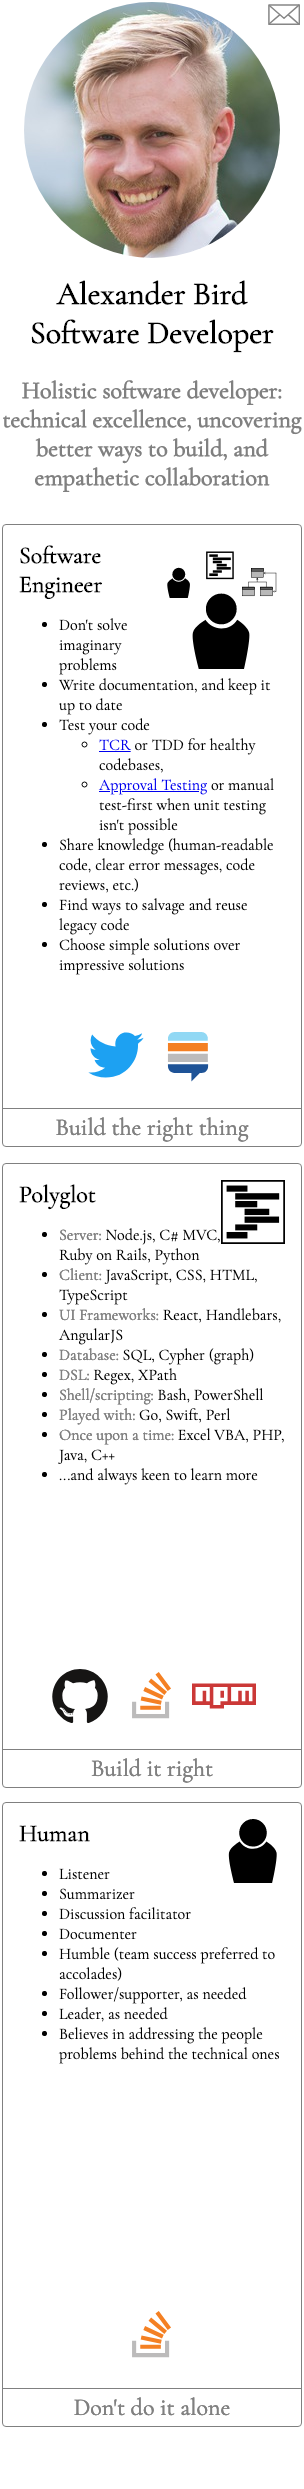 Alexander Bird
Software Developer
Holistic software developer:
technical excellence, uncovering
better ways to build, and
empathetic collaboration
Software
Engineer
• Don't solve
imaginary
problems
• Write documentation, and keep it
up to date
• Test your code
◦ TCR or TDD for healthy
codebases,
◦ Approval Testing or manual
test-first when unit testing
isn't possible
• Share knowledge (human-readable
code, clear error messages, code
reviews, etc.)
• Find ways to salvage and reuse
legacy code
• Choose simple solutions over
impressive solutions
Build the right thing
Polyglot
• Server: Node.js, C# MVC,
Ruby on Rails, Python
• Client: JavaScript, CSS, HTML,
TypeScript
• UI Frameworks: React, Handlebars,
AngularJS
• Database: SQL, Cypher (graph)
• DSL: Regex, XPath
• Shell/scripting: Bash, PowerShell
• Played with: Go, Swift, Perl
• Once upon a time: Excel VBA, PHP,
Java, C++
• ...and always keen to learn more
npm
Build it right
Human
• Listener
• Summarizer
• Discussion facilitator
• Documenter
• Humble (team success preferred to
accolades)
• Follower/supporter, as needed
• Leader, as needed
• Believes in addressing the people
problems behind the technical ones
Don't do it alone